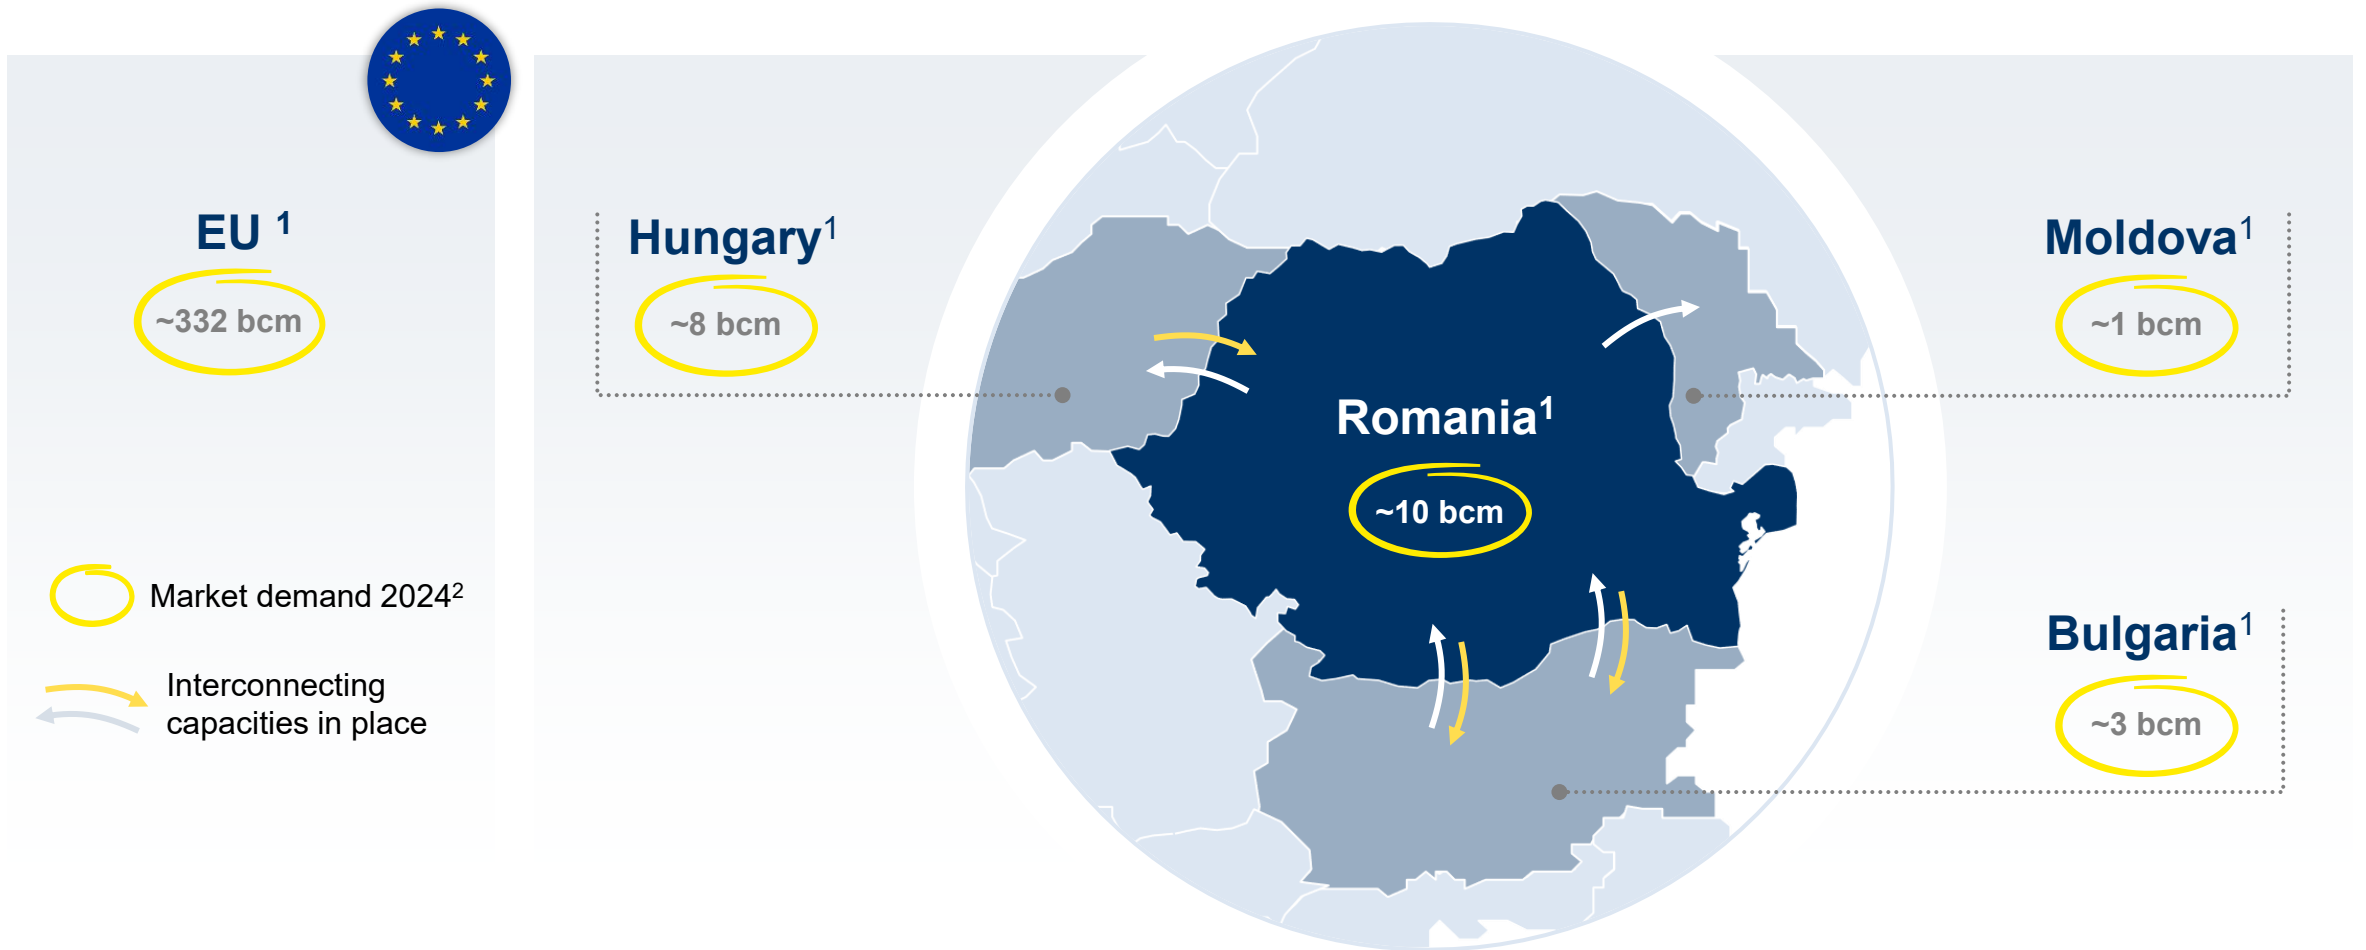 EU ¹
~332 bcm
Market demand 2024²
Interconnecting
capacities in place
Hungary¹
~8 bcm
Romania¹
~10 bcm
Moldova¹
~1 bcm
Bulgaria¹
~3 bcm